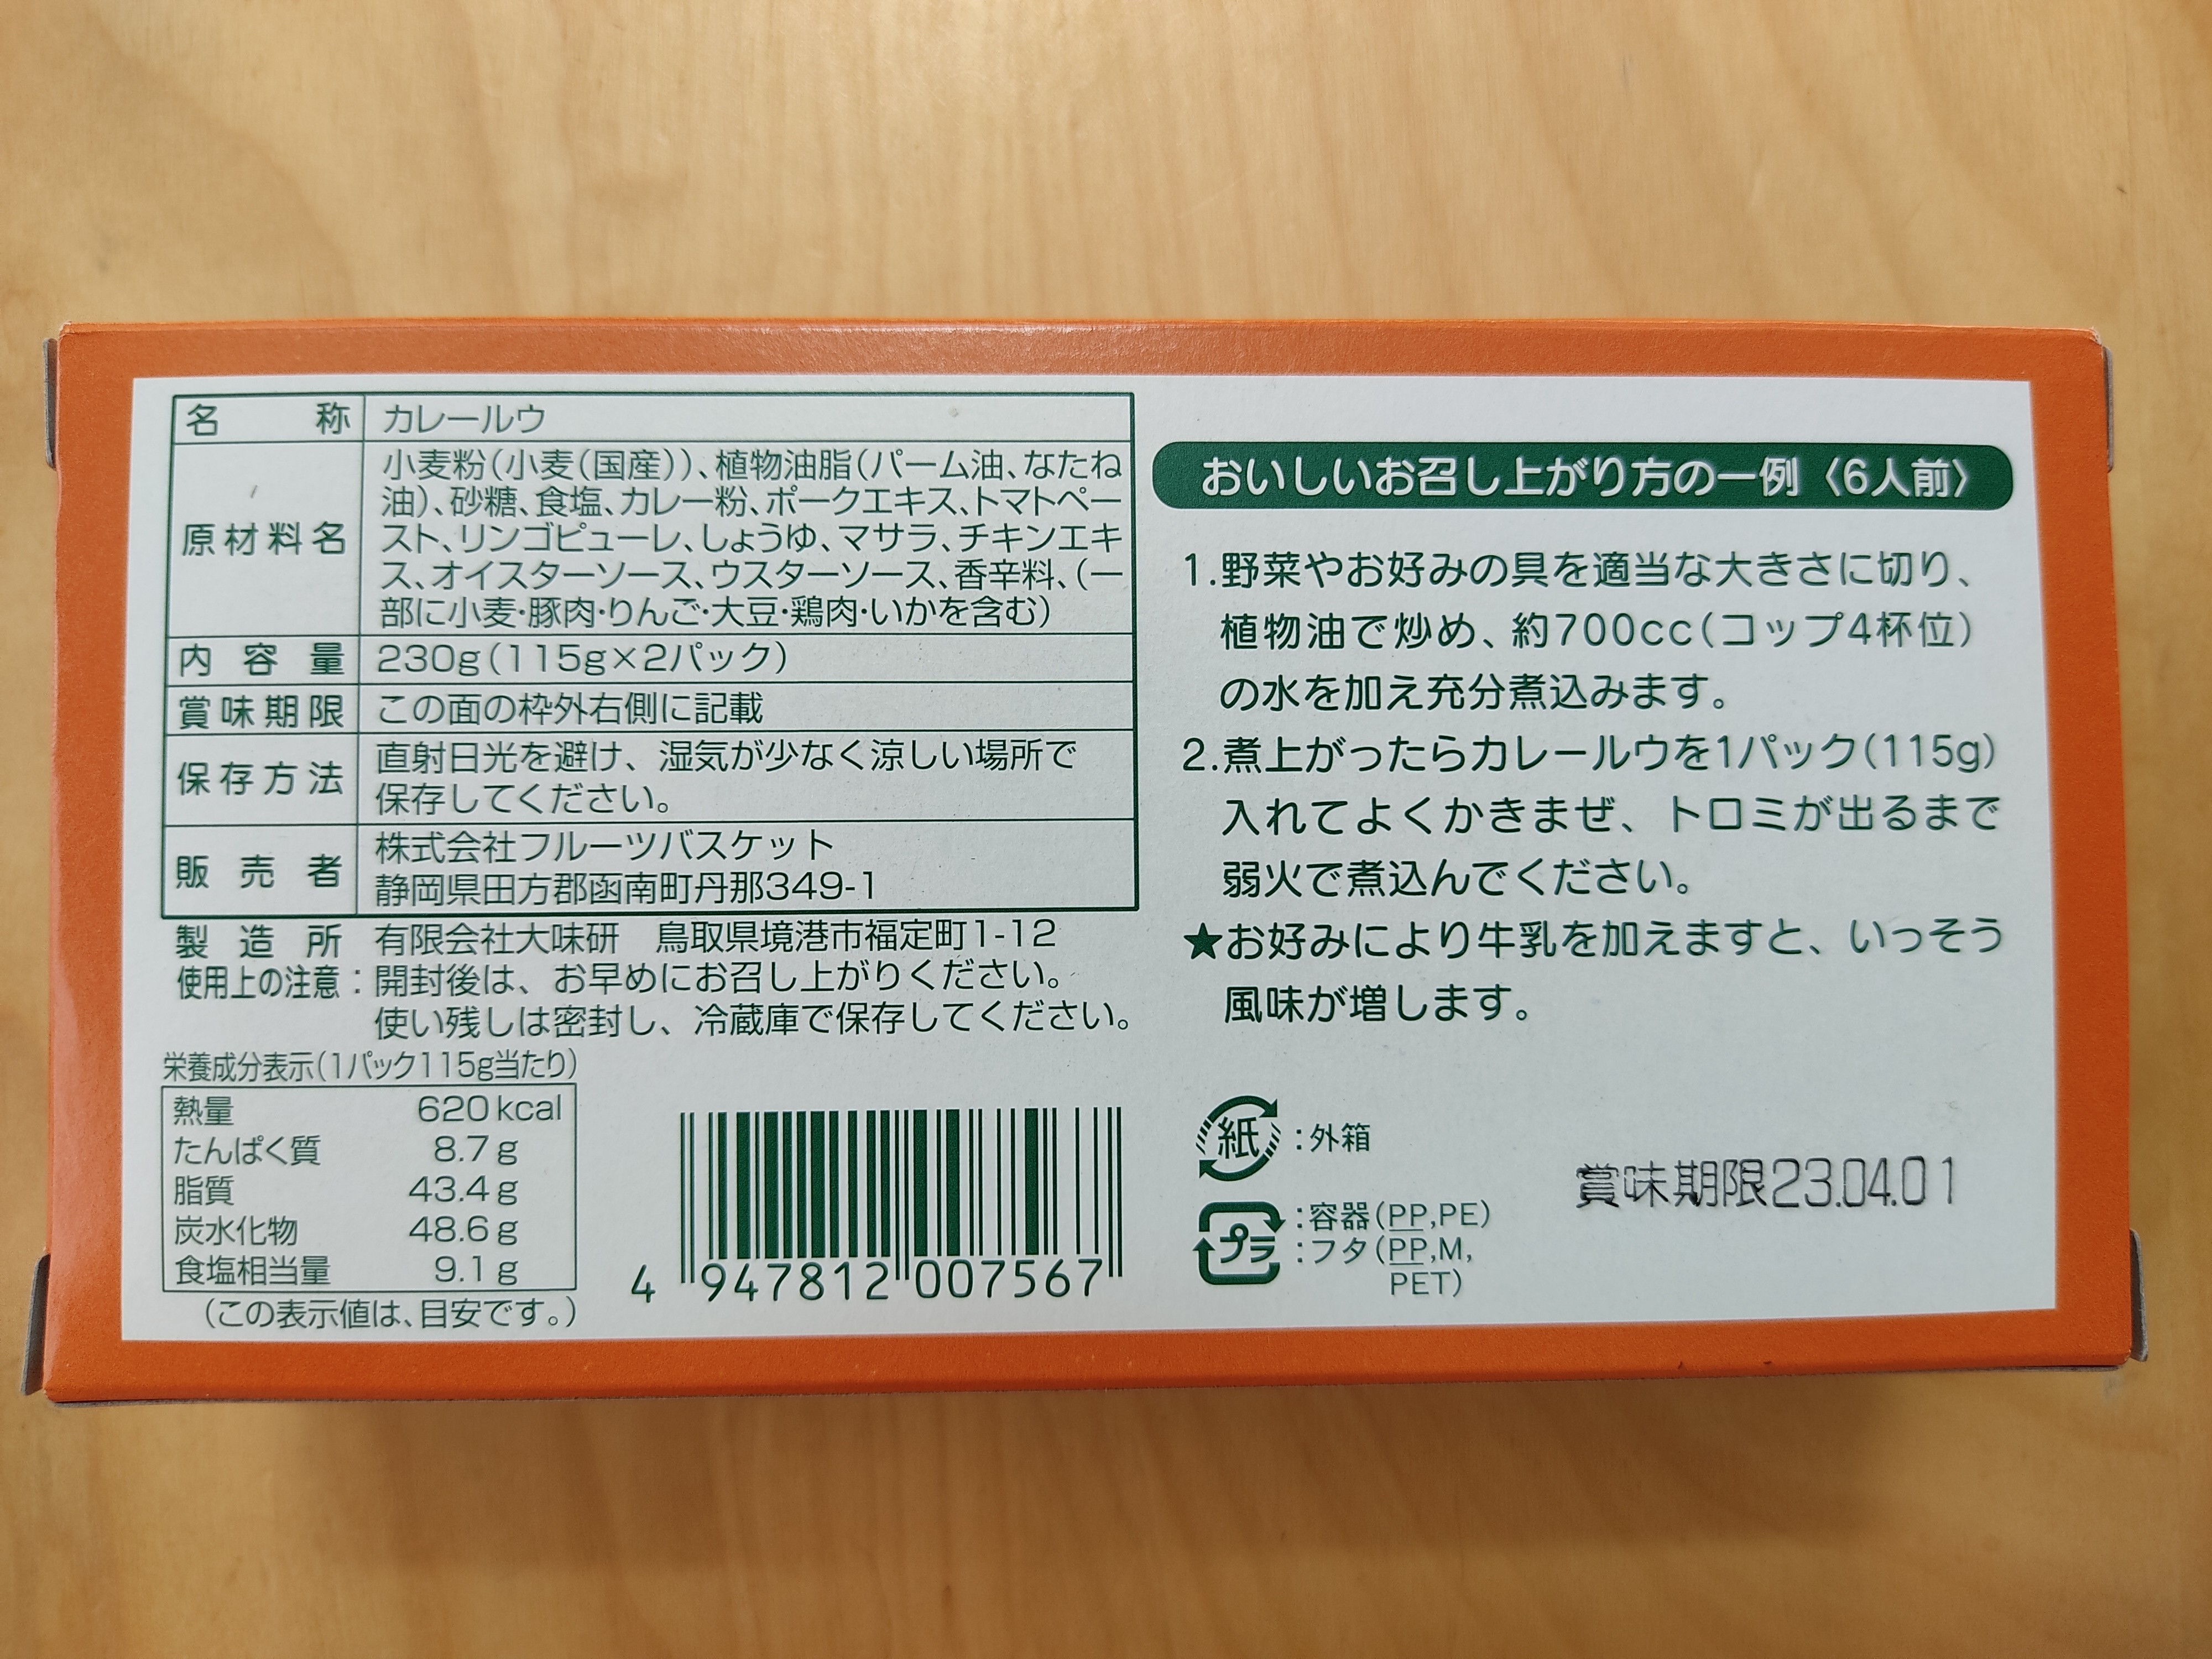 名称 カレールウ
原材料名 小麦粉(小麦(国産))、植物油脂(パーム油、なたね
油)、砂糖、食塩、カレー粉、ポークエキス、トマトペー
スト、リンゴピューレ、しょうゆ、マサラ、チキンエキ
ス、オイスターソース、ウスターソース、香辛料、(一
部に小麦・豚肉・りんご・大豆・鶏肉・いかを含む)
内容量 230g(115g×2パック)
賞味期限 この面の枠外右側に記載
保存方法 直射日光を避け、湿気が少なく涼しい場所で
保存してください。
販売者 株式会社フルーツバスケット
静岡県田方郡函南町丹那349-1
製造所 有限会社大味研 鳥取県境港市福定町1-12
使用上の注意：開封後は、お早めにお召し上がりください。
使い残しは密封し、冷蔵庫で保存してください。
栄養成分表示(1パック115g当たり)
熱量 620kcal
たんぱく質 8.7g
脂質 43.4g
炭水化物 48.6g
食塩相当量 9.1g
(この表示値は、目安です。)
4 947812 007567
おいしいお召し上がり方の一例〈6人前〉
1.野菜やお好みの具を適当な大きさに切り、
植物油で炒め、約700cc(コップ4杯位)
の水を加え充分煮込みます。
2.煮上がったらカレールウを1パック(115g)
入れてよくかきまぜ、トロミが出るまで
弱火で煮込んでください。
★お好みにより牛乳を加えますと、いっそう
風味が増します。
紙：外箱
プラ：容器(PP,PE)
：フタ(PP,M,
PET)
賞味期限23.04.01